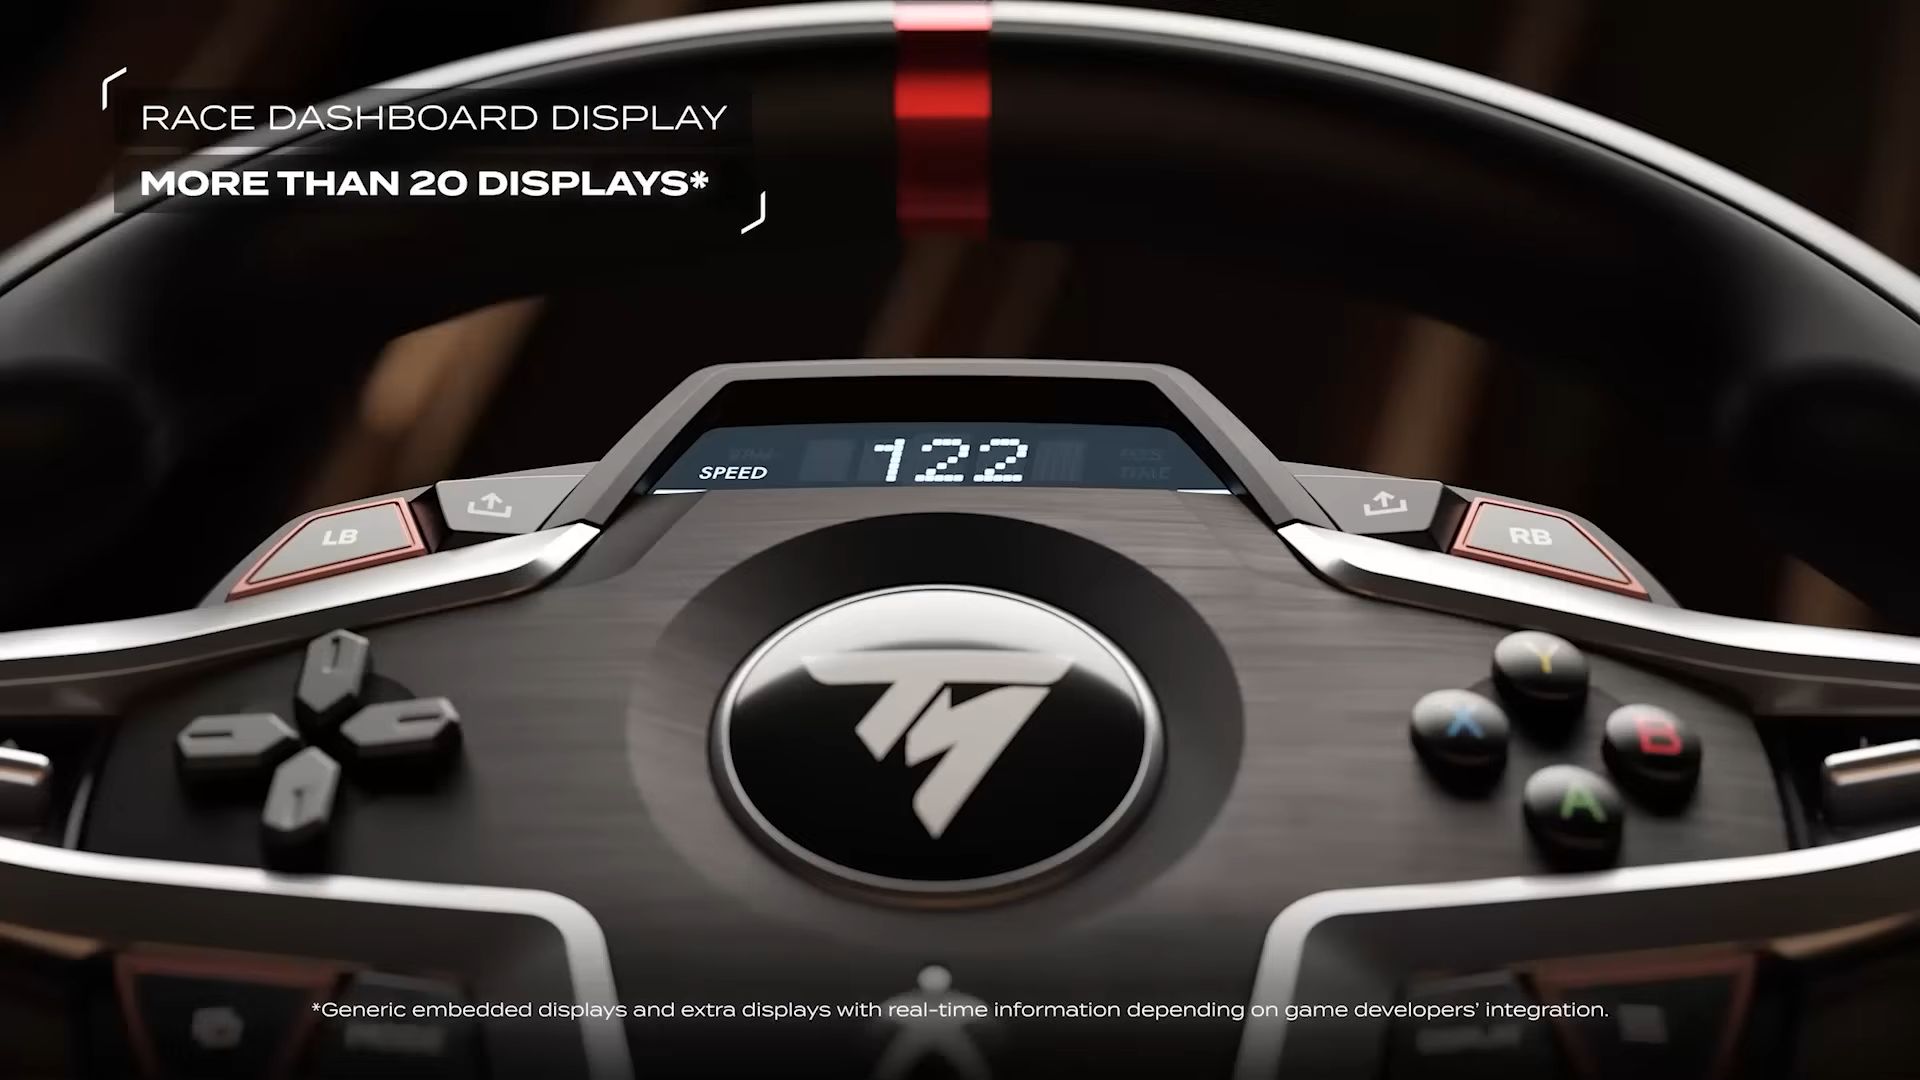 RACE DASHBOARD DISPLAY
MORE THAN 20 DISPLAYS*
SPEED
122
TIME
LB
RB
Y
X
B
A
*Generic embedded displays and extra displays with real-time information depending on game developers’ integration.